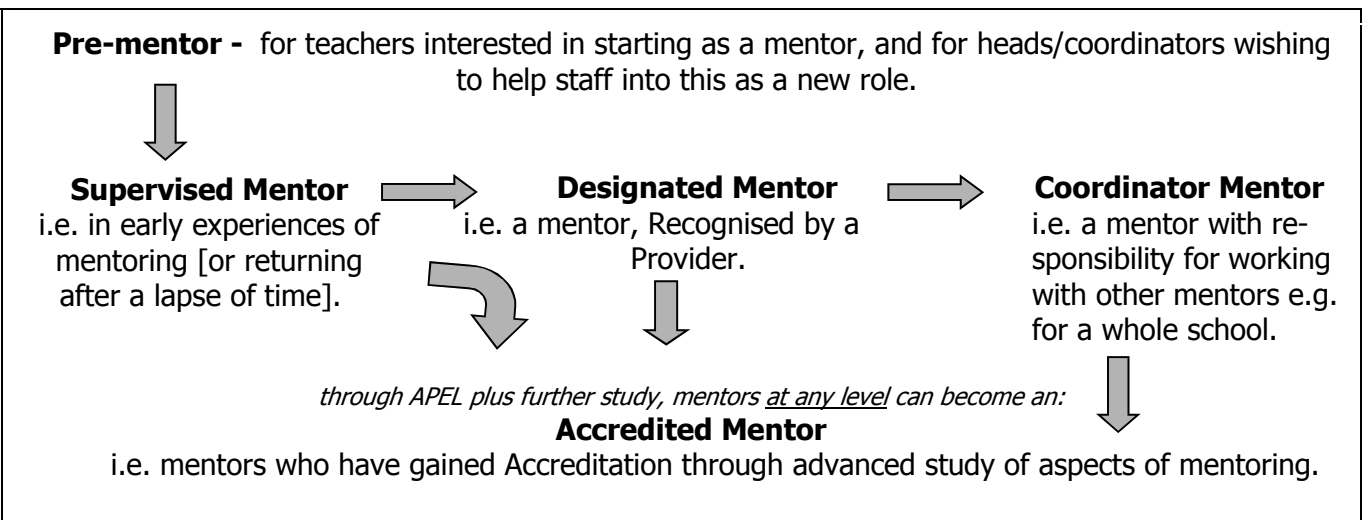 Pre-mentor - for teachers interested in starting as a mentor, and for heads/coordinators wishing
to help staff into this as a new role.
Supervised Mentor
i.e. in early experiences of
mentoring [or returning
after a lapse of time].
Designated Mentor
i.e. a mentor, Recognised by a
Provider.
Coordinator Mentor
i.e. a mentor with re-
sponsibility for working
with other mentors e.g.
for a whole school.
through APEL plus further study, mentors at any level can become an:
Accredited Mentor
i.e. mentors who have gained Accreditation through advanced study of aspects of mentoring.